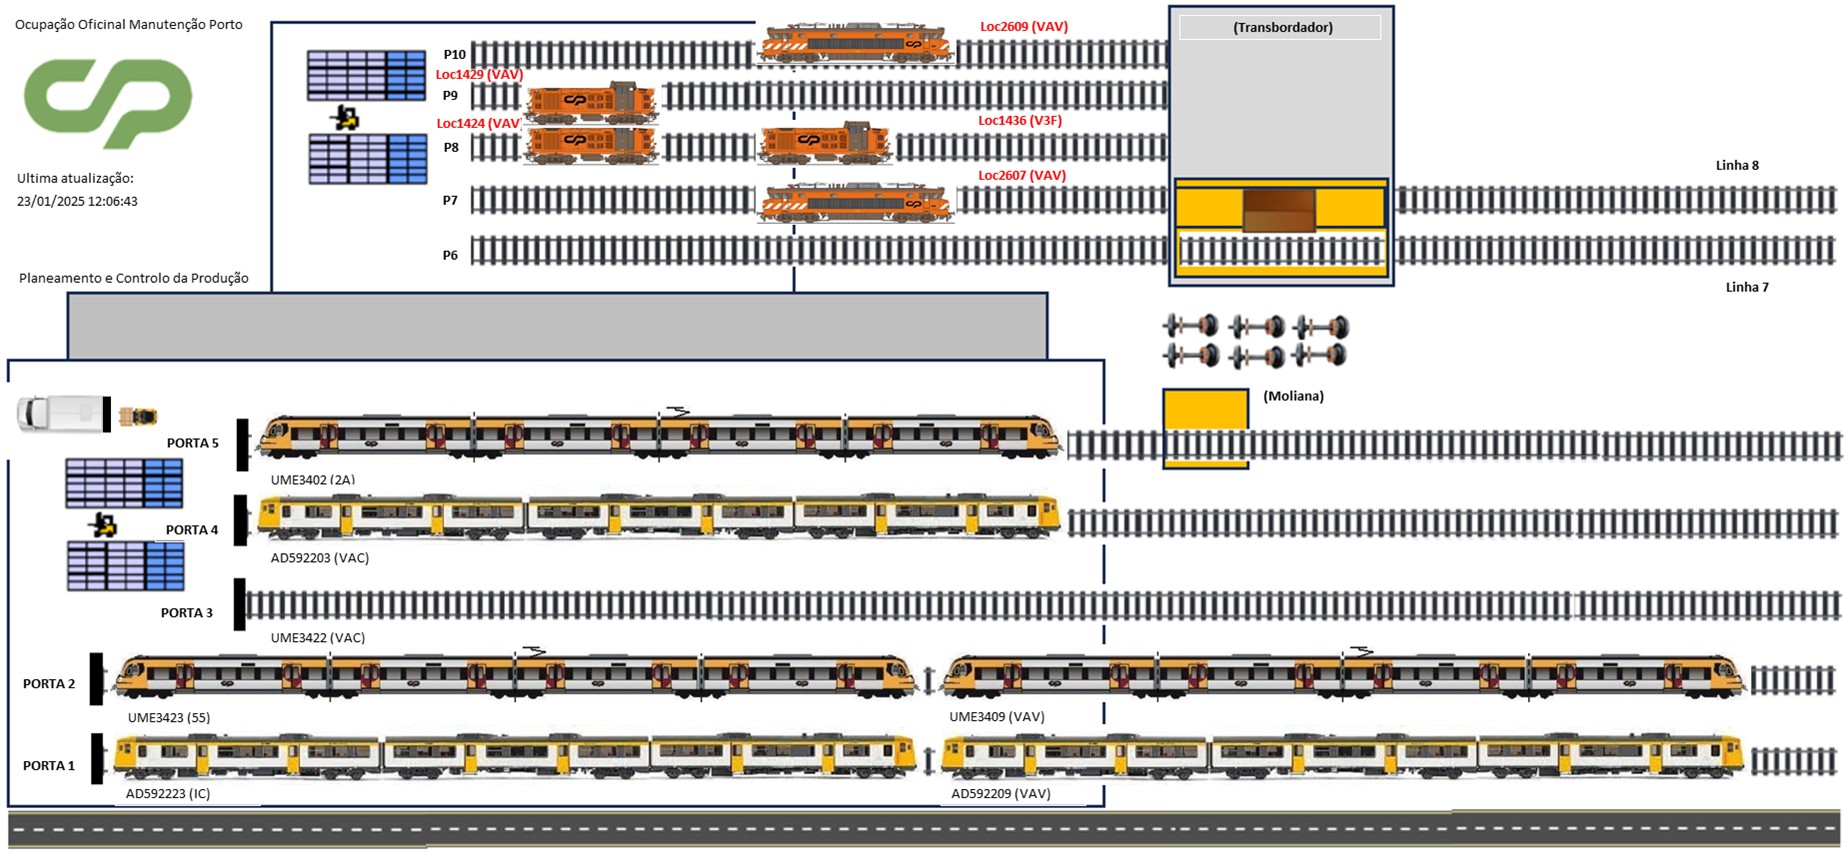 Ocupação Oficinal Manutenção Porto
CP
Ultima atualização:
23/01/2025 12:06:43
Planeamento e Controlo da Produção
Loc2609 (VAV)
(Transbordador)
P10
Loc1429 (VAV)
P9
Loc1424 (VAV)
Loc1436 (V3F)
P8
Linha 8
Loc2607 (VAV)
P7
P6
Linha 7
(Moliana)
PORTA 5
UME3402 (2A)
PORTA 4
AD592203 (VAC)
PORTA 3
UME3422 (VAC)
PORTA 2
UME3423 (55)
UME3409 (VAV)
PORTA 1
AD592223 (IC)
AD592209 (VAV)